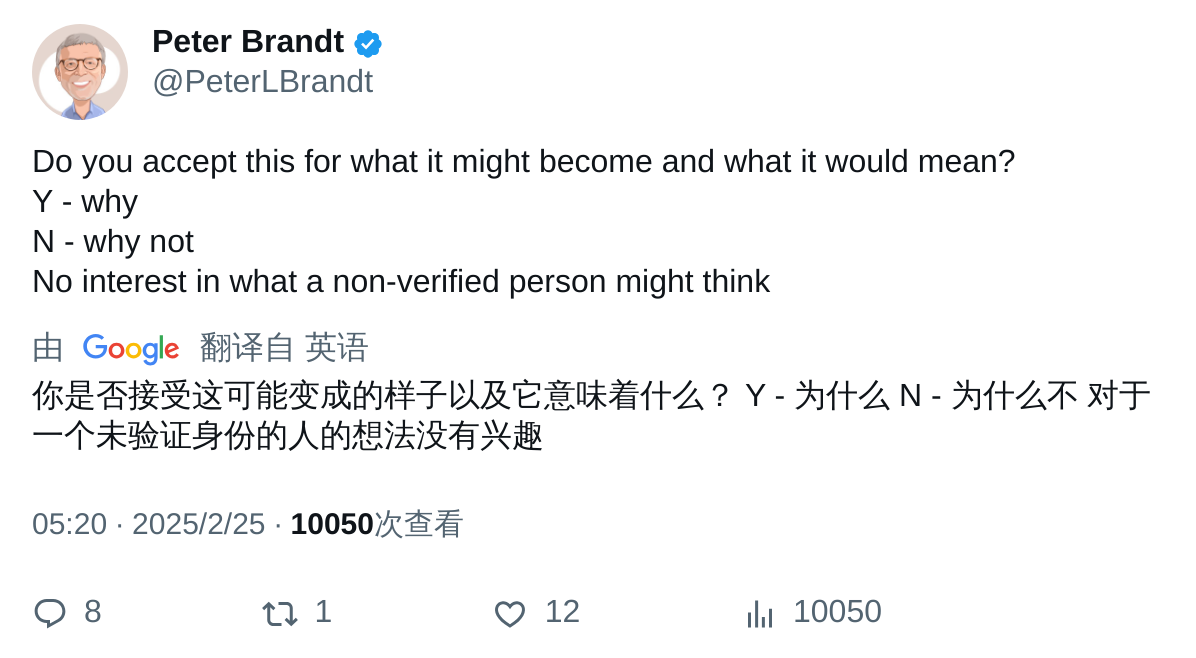 Peter Brandt
@PeterLBrandt
Do you accept this for what it might become and what it would mean?
Y - why
N - why not
No interest in what a non-verified person might think
由 Google 翻译自 英语
你是否接受这可能变成的样子以及它意味着什么？ Y - 为什么 N - 为什么不 对于
一个未验证身份的人的想法没有兴趣
05:20 · 2025/2/25 · 10050次查看
8 1 12 10050